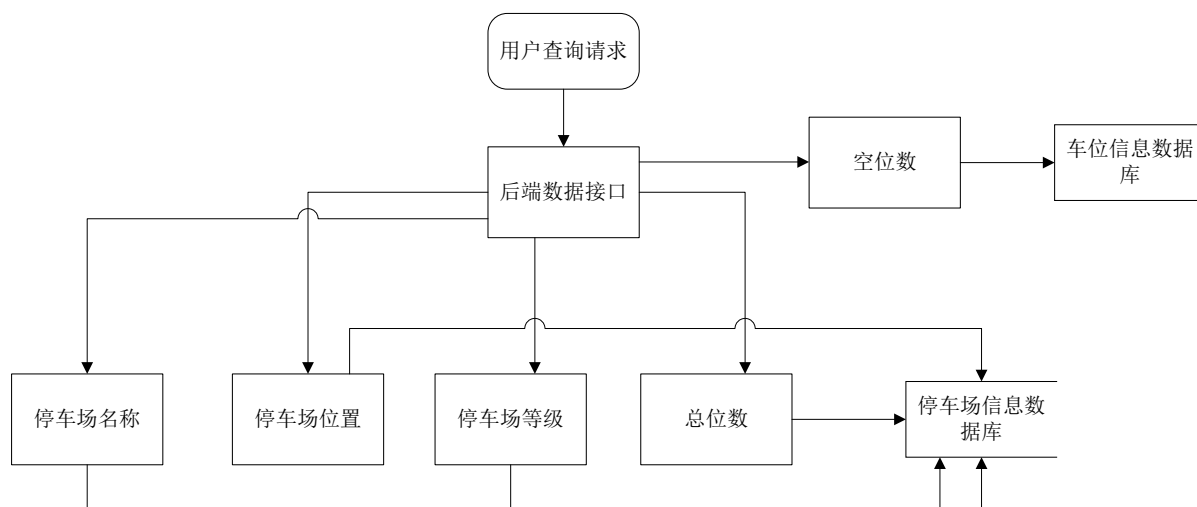 用户查询请求
空位数
车位信息数据
库
后端数据接口
停车场名称
停车场位置
停车场等级
总位数
停车场信息数
据库